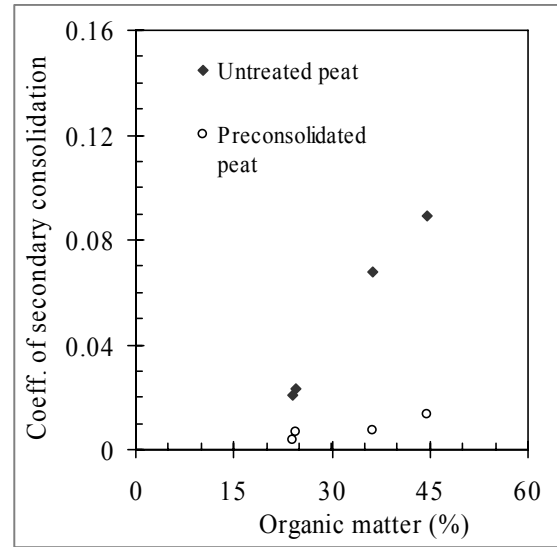 0.16
Untreated peat
0.12
Preconsolidated
peat
Coeff. of secondary consolidation
0.08
0.04
0
0 15 30 45 60
Organic matter (%)